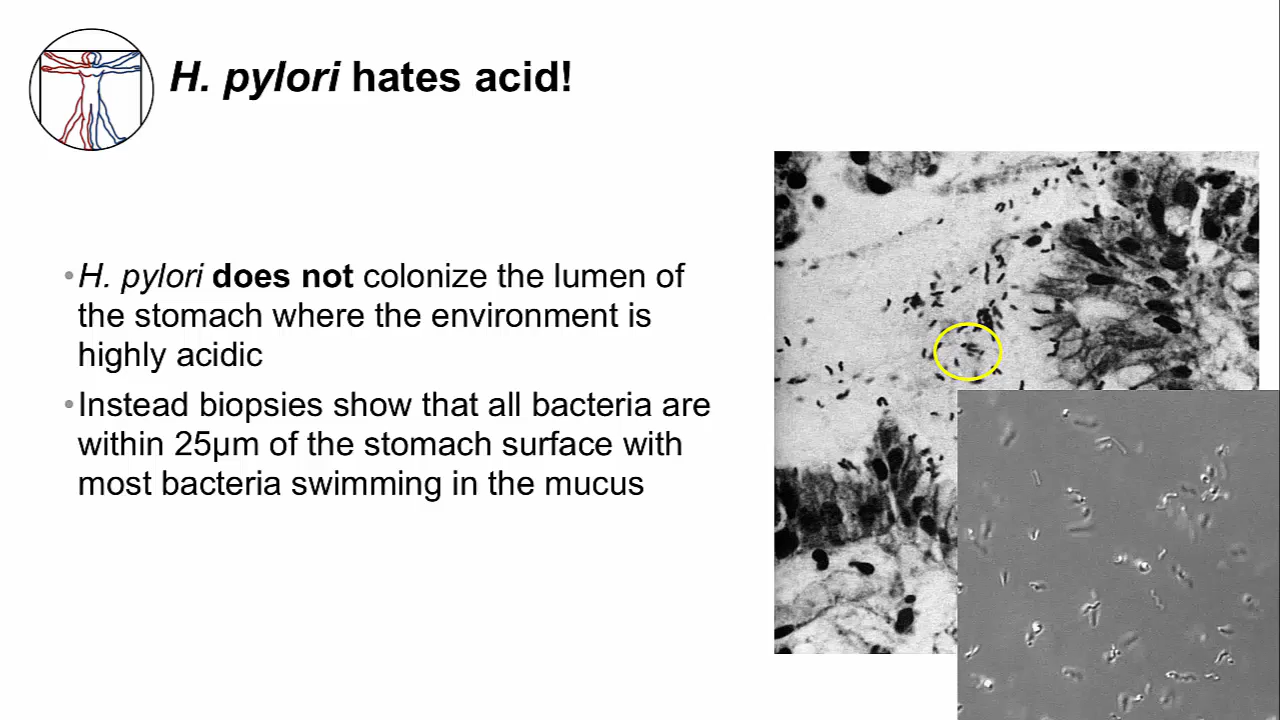 H. pylori hates acid!
•H. pylori does not colonize the lumen of
the stomach where the environment is
highly acidic
•Instead biopsies show that all bacteria are
within 25μm of the stomach surface with
most bacteria swimming in the mucus